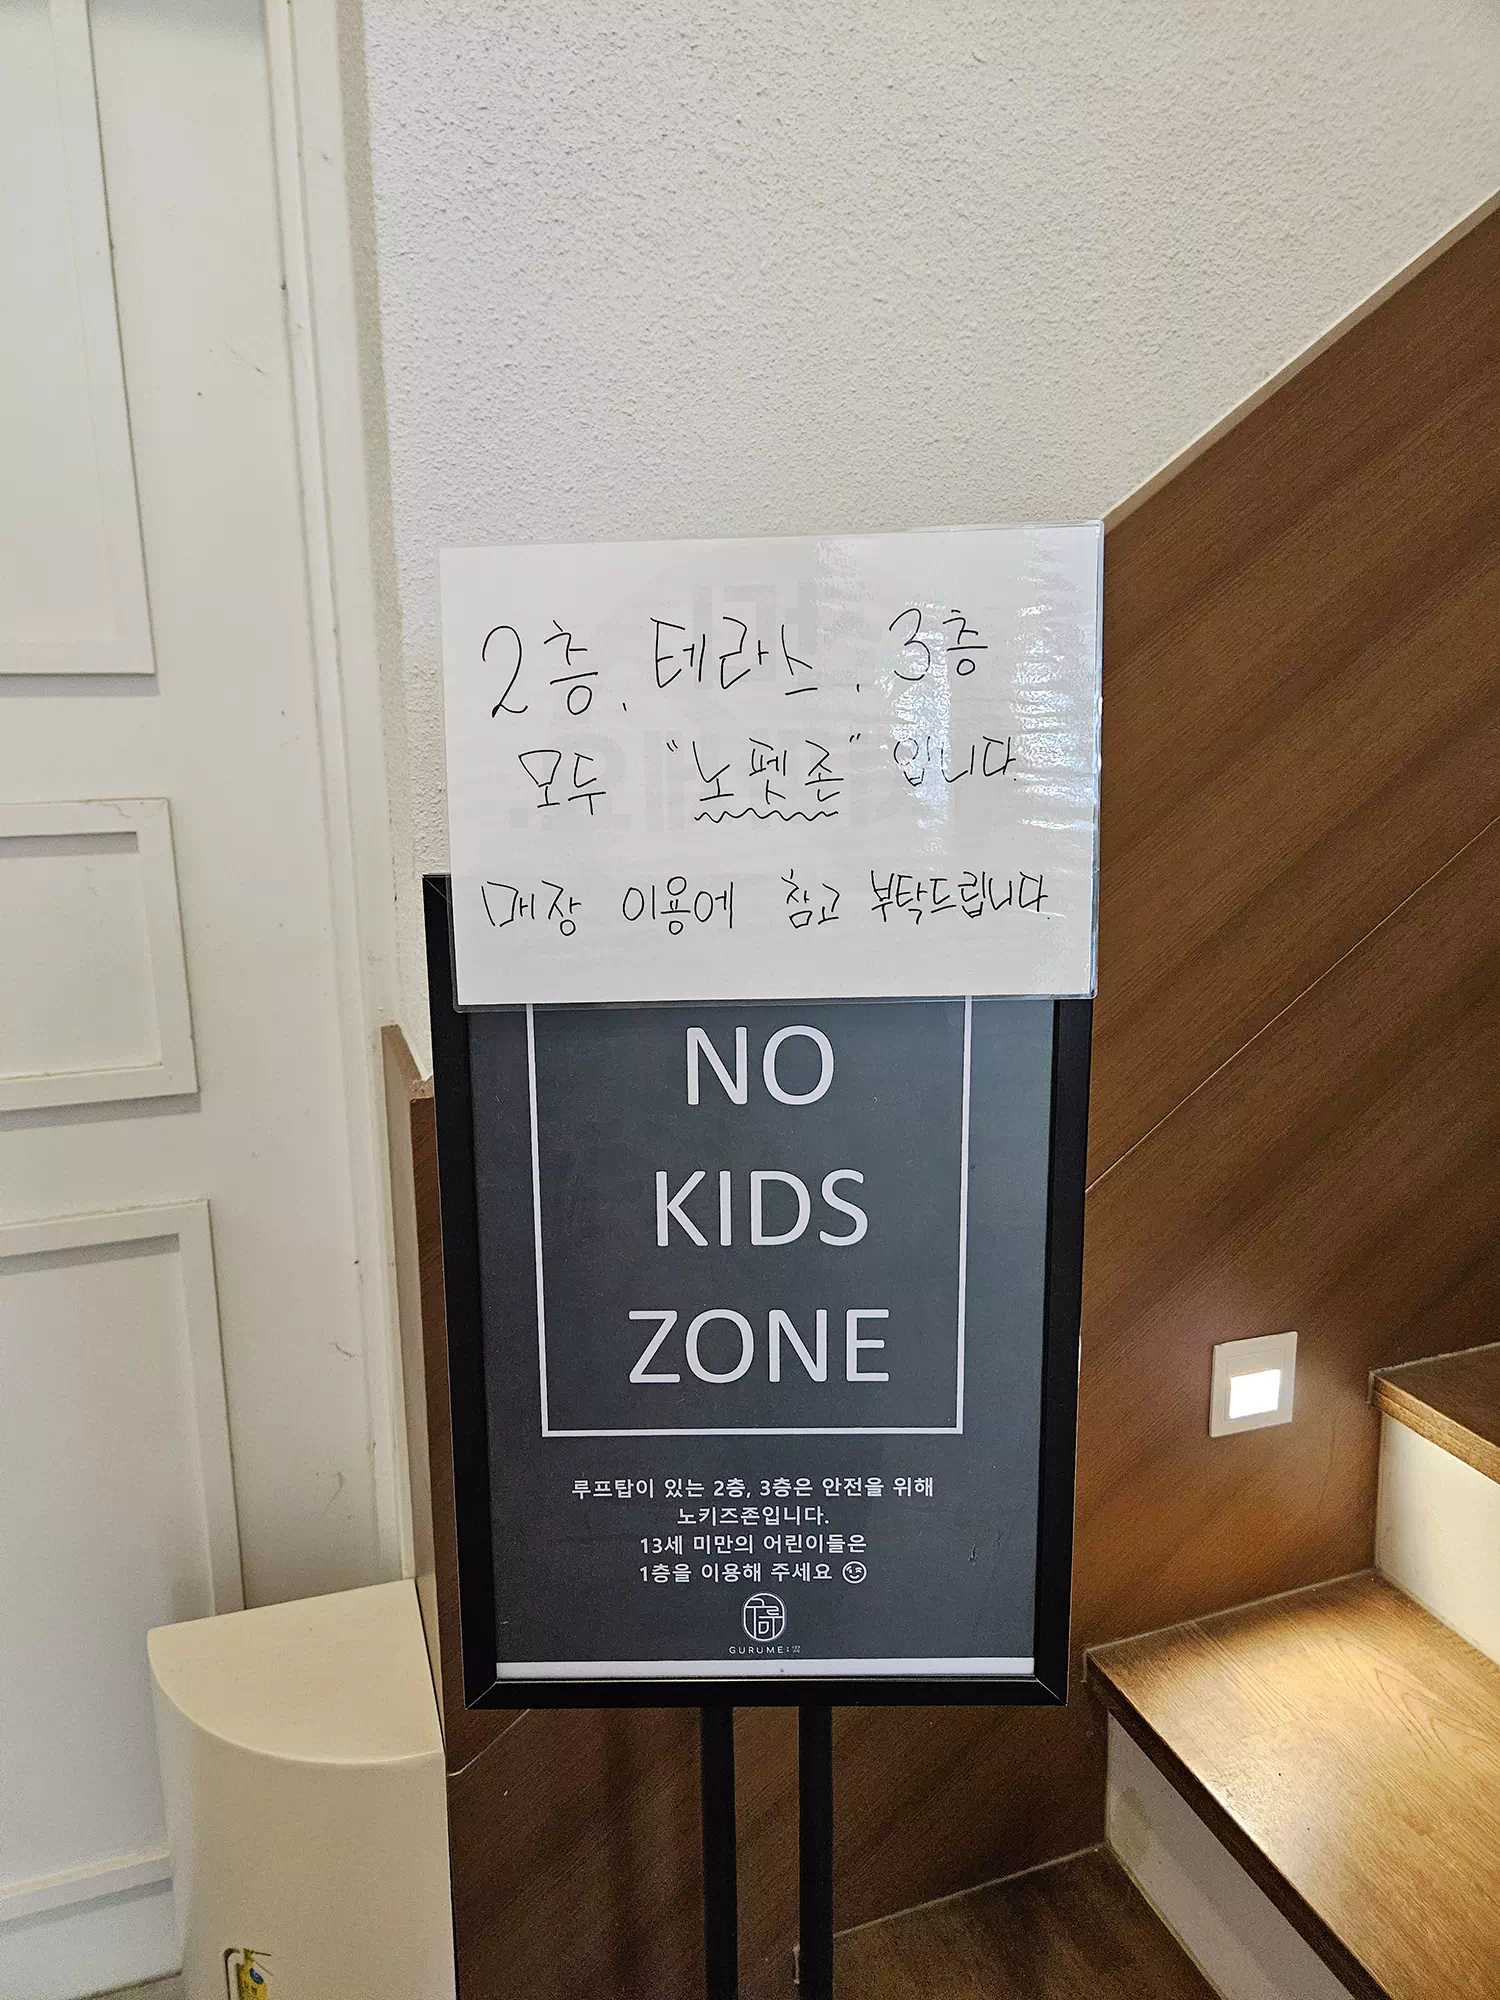 2층, 테라스, 3층
모두 "노펫존" 입니다.
매장 이용에 참고 부탁드립니다.
NO
KIDS
ZONE
루프탑이 있는 2층, 3층은 안전을 위해
노키즈존입니다.
13세 미만의 어린이들은
1층을 이용해 주세요 😉
GURUME